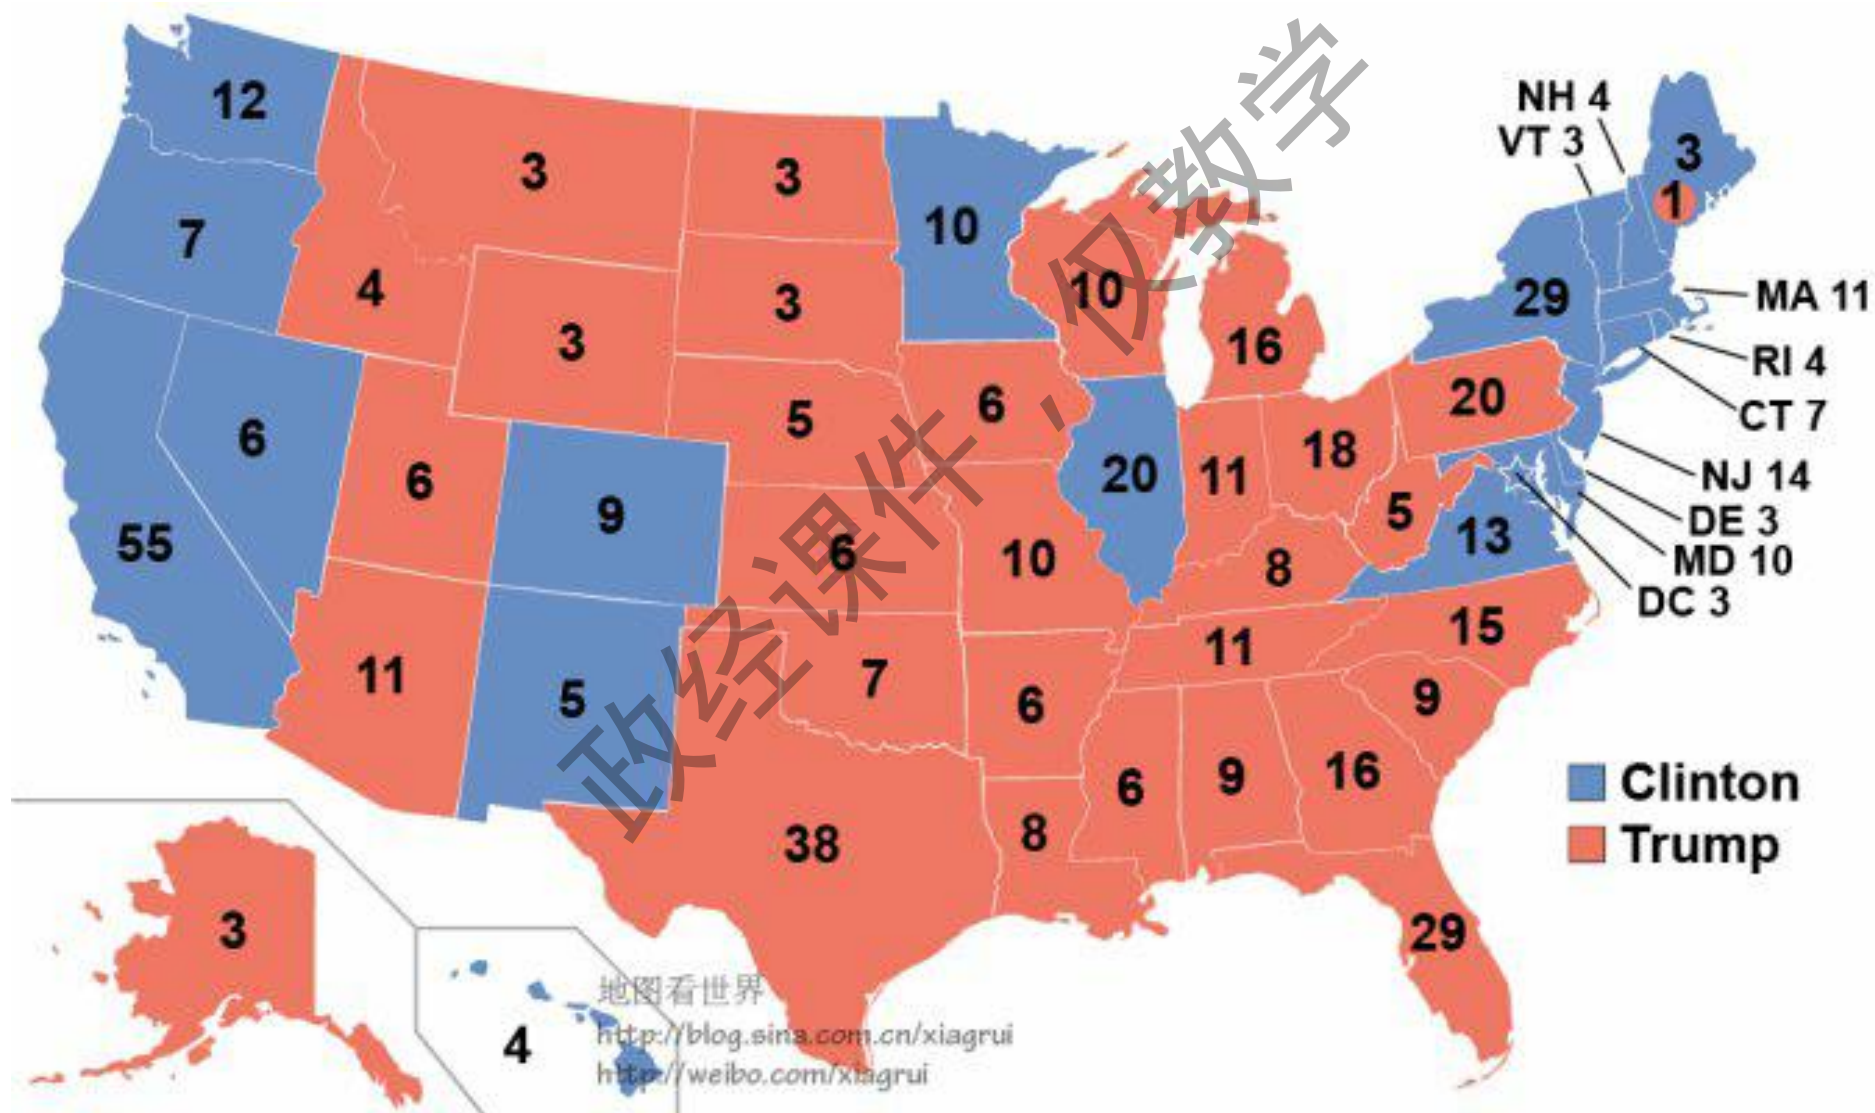 12
3
3
10
NH 4
VT 3
3
1
7
4
3
3
10
16
29
MA 11
RI 4
CT 7
55
6
6
9
5
6
20
11
18
20
5
13
NJ 14
DE 3
MD 10
DC 3
6
10
8
15
11
5
7
6
11
9
6
9
16
38
8
29
Clinton
Trump
3
4
政经课件，仅教学
地图看世界
http://blog.sina.com.cn/xiagrui
http://weibo.com/xiagrui